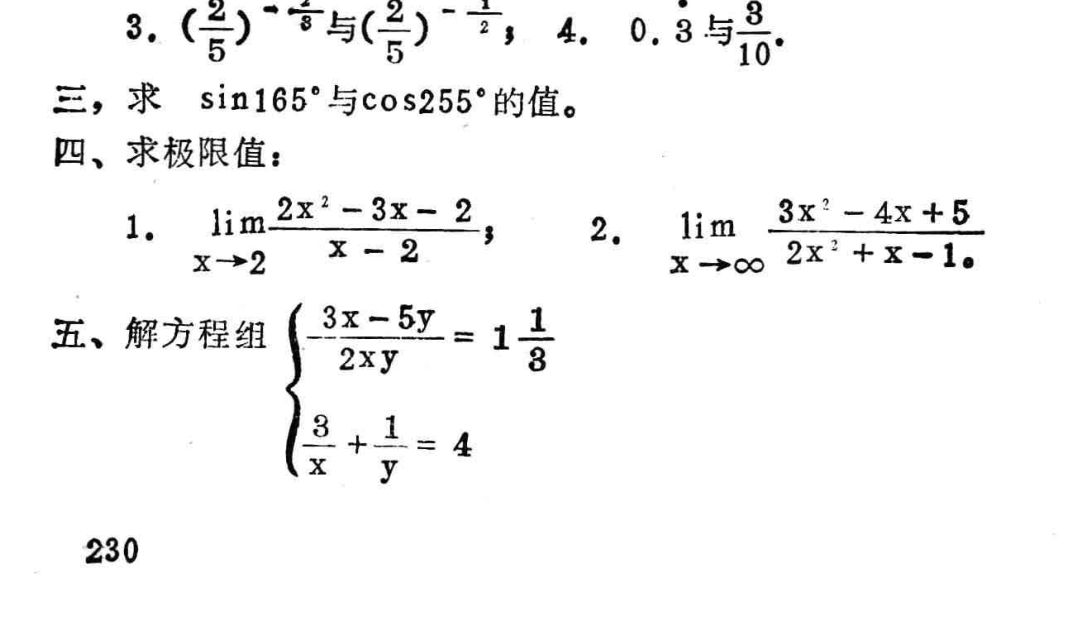 3. (2/5) 与(2/5)^(-1/2); 4. 0.3̇ 与 3/10.
三,求 sin165°与cos255°的值。
四、求极限值:
1. lim x→2 (2x² - 3x - 2)/(x - 2); 2. lim x→∞ (3x² - 4x + 5)/(2x² + x - 1)。
五、解方程组 { (3x - 5y)/(2xy) = 1 1/3
3/x + 1/y = 4
230